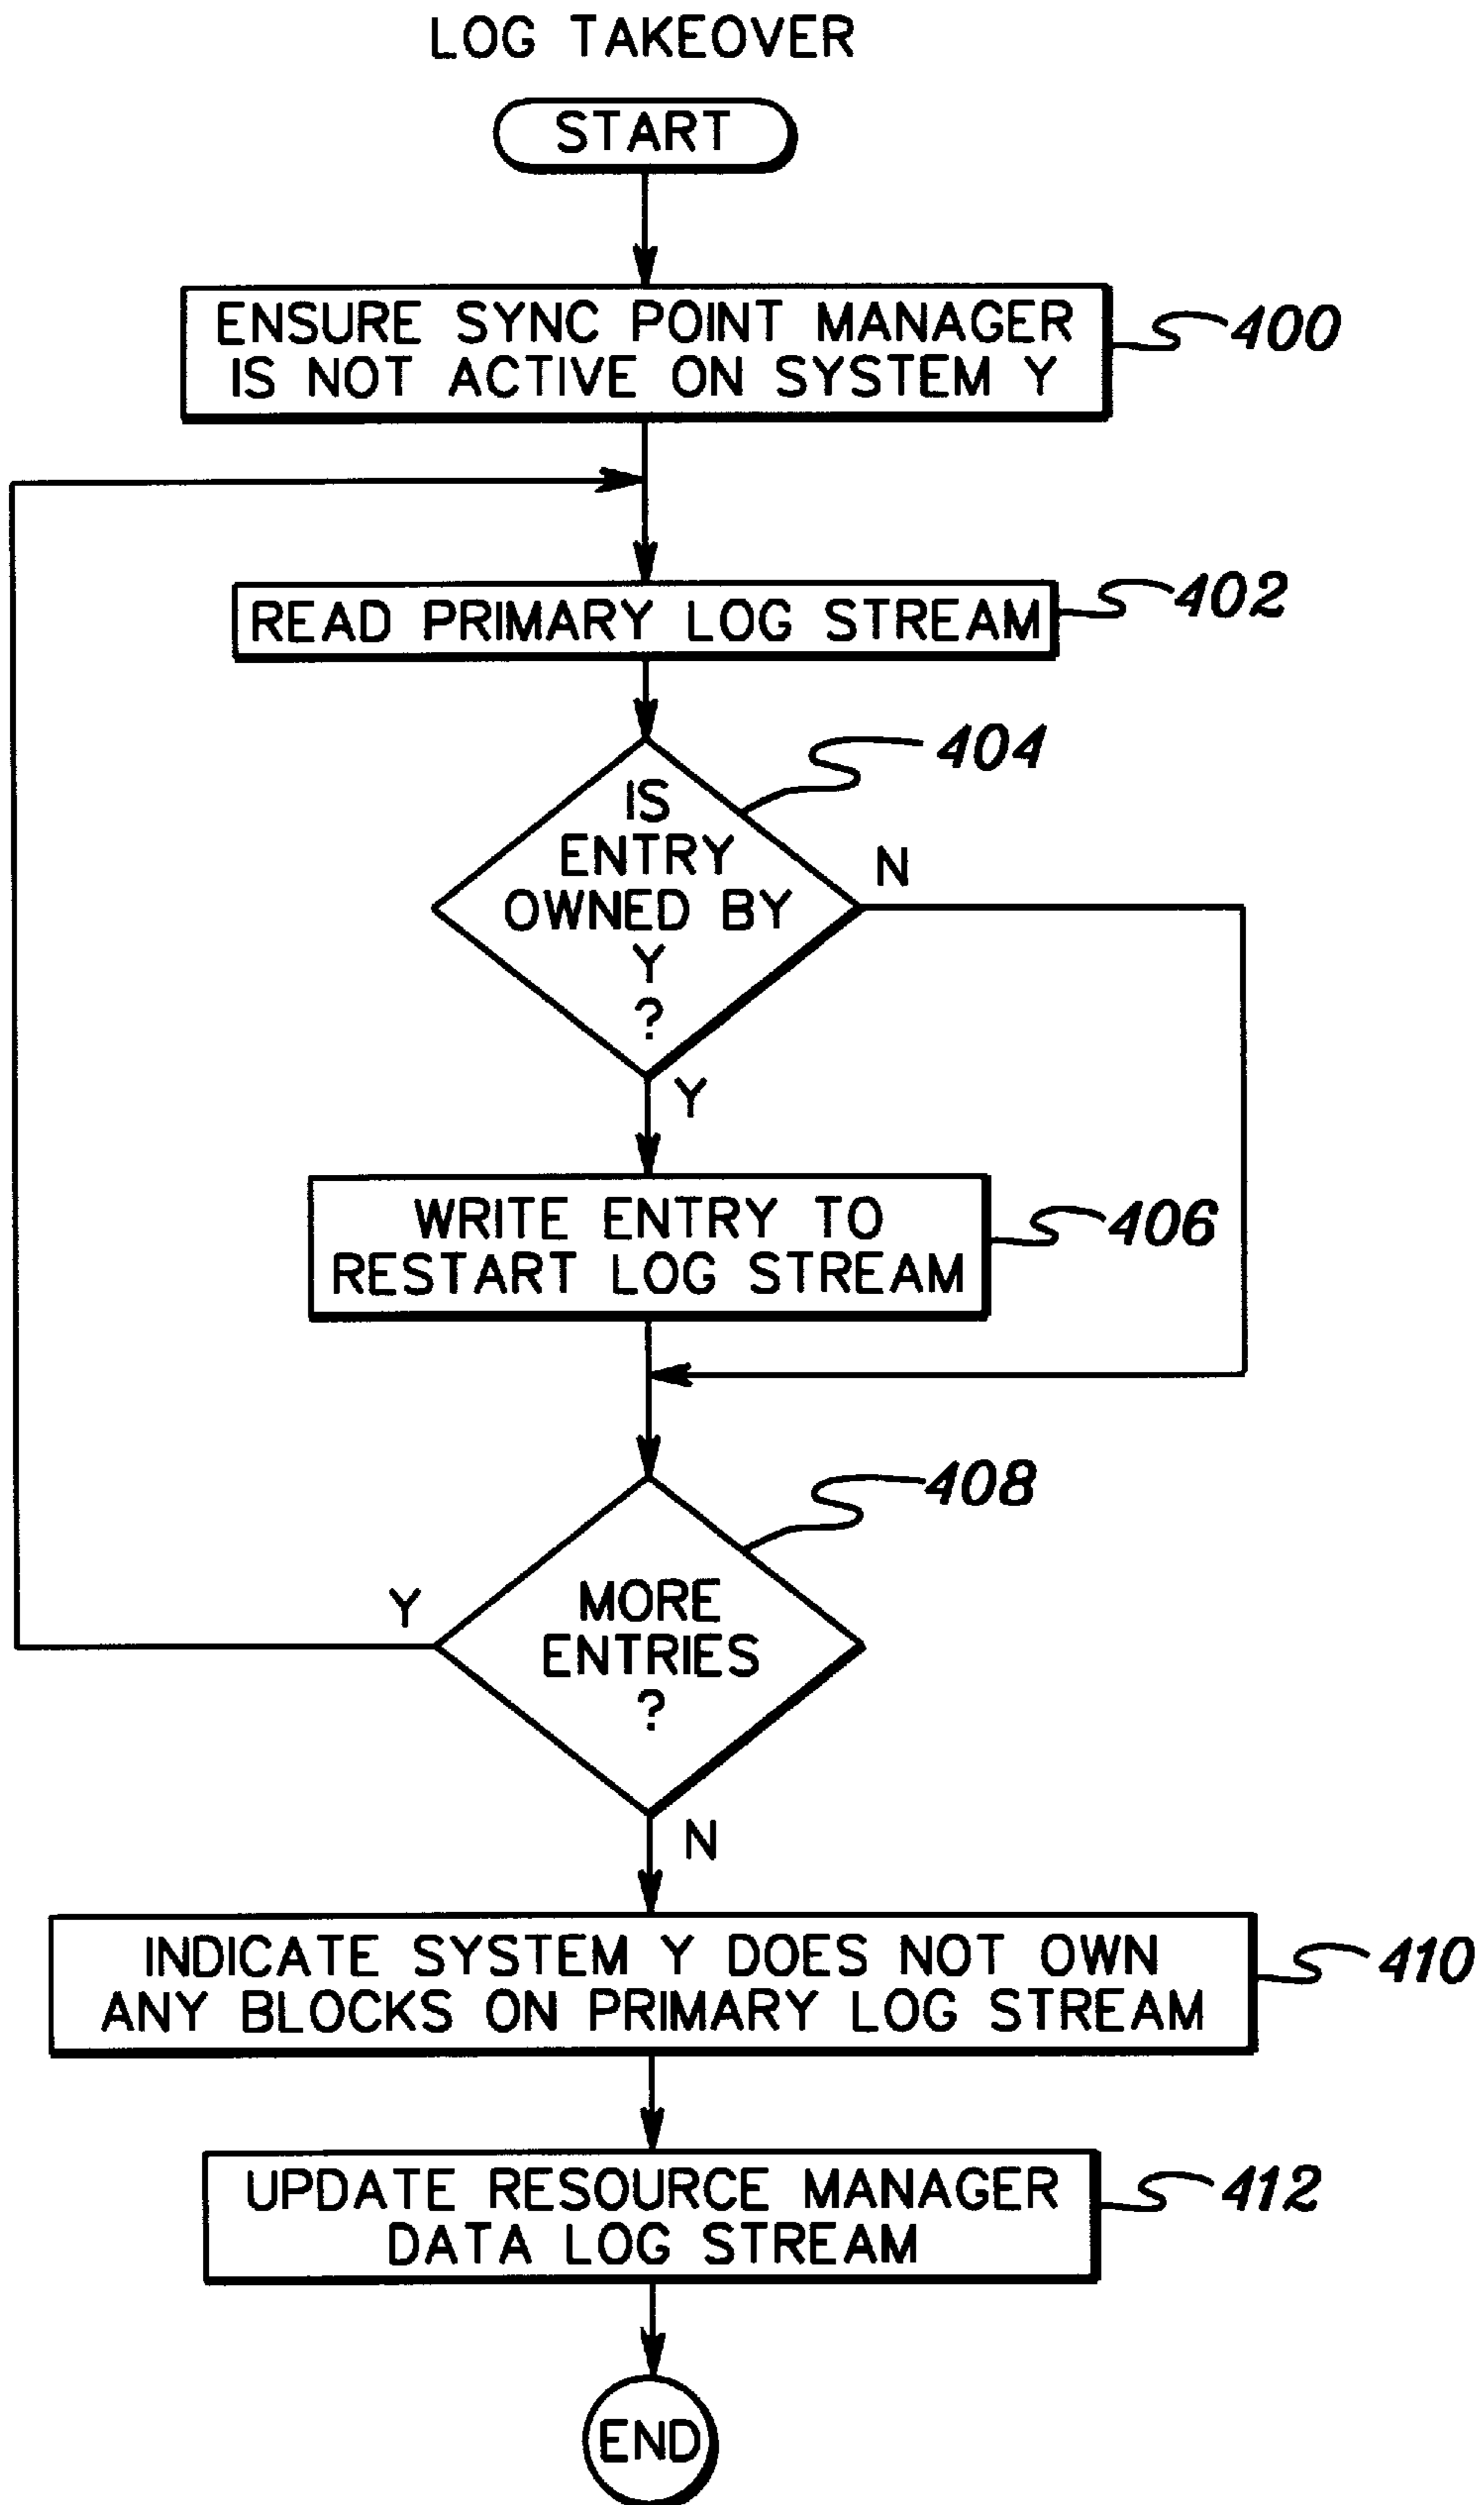 LOG TAKEOVER
START
ENSURE SYNC POINT MANAGER
IS NOT ACTIVE ON SYSTEM Y
400
READ PRIMARY LOG STREAM
402
404
IS
ENTRY
OWNED BY
Y
?
N
Y
WRITE ENTRY TO
RESTART LOG STREAM
406
408
MORE
ENTRIES
?
Y
N
INDICATE SYSTEM Y DOES NOT OWN
ANY BLOCKS ON PRIMARY LOG STREAM
410
UPDATE RESOURCE MANAGER
DATA LOG STREAM
412
END